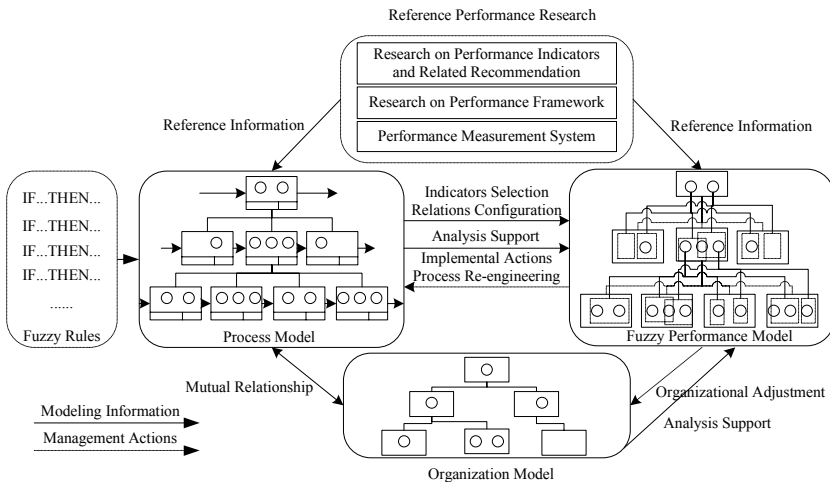 Reference Performance Research
Research on Performance Indicators
and Related Recommendation
Research on Performance Framework
Performance Measurement System
Reference Information
Reference Information
IF...THEN...
IF...THEN...
IF...THEN...
IF...THEN...
......
Fuzzy Rules
Process Model
Indicators Selection
Relations Configuration
Analysis Support
Implemental Actions
Process Re-engineering
Fuzzy Performance Model
Mutual Relationship
Organizational Adjustment
Analysis Support
Modeling Information
Management Actions
Organization Model